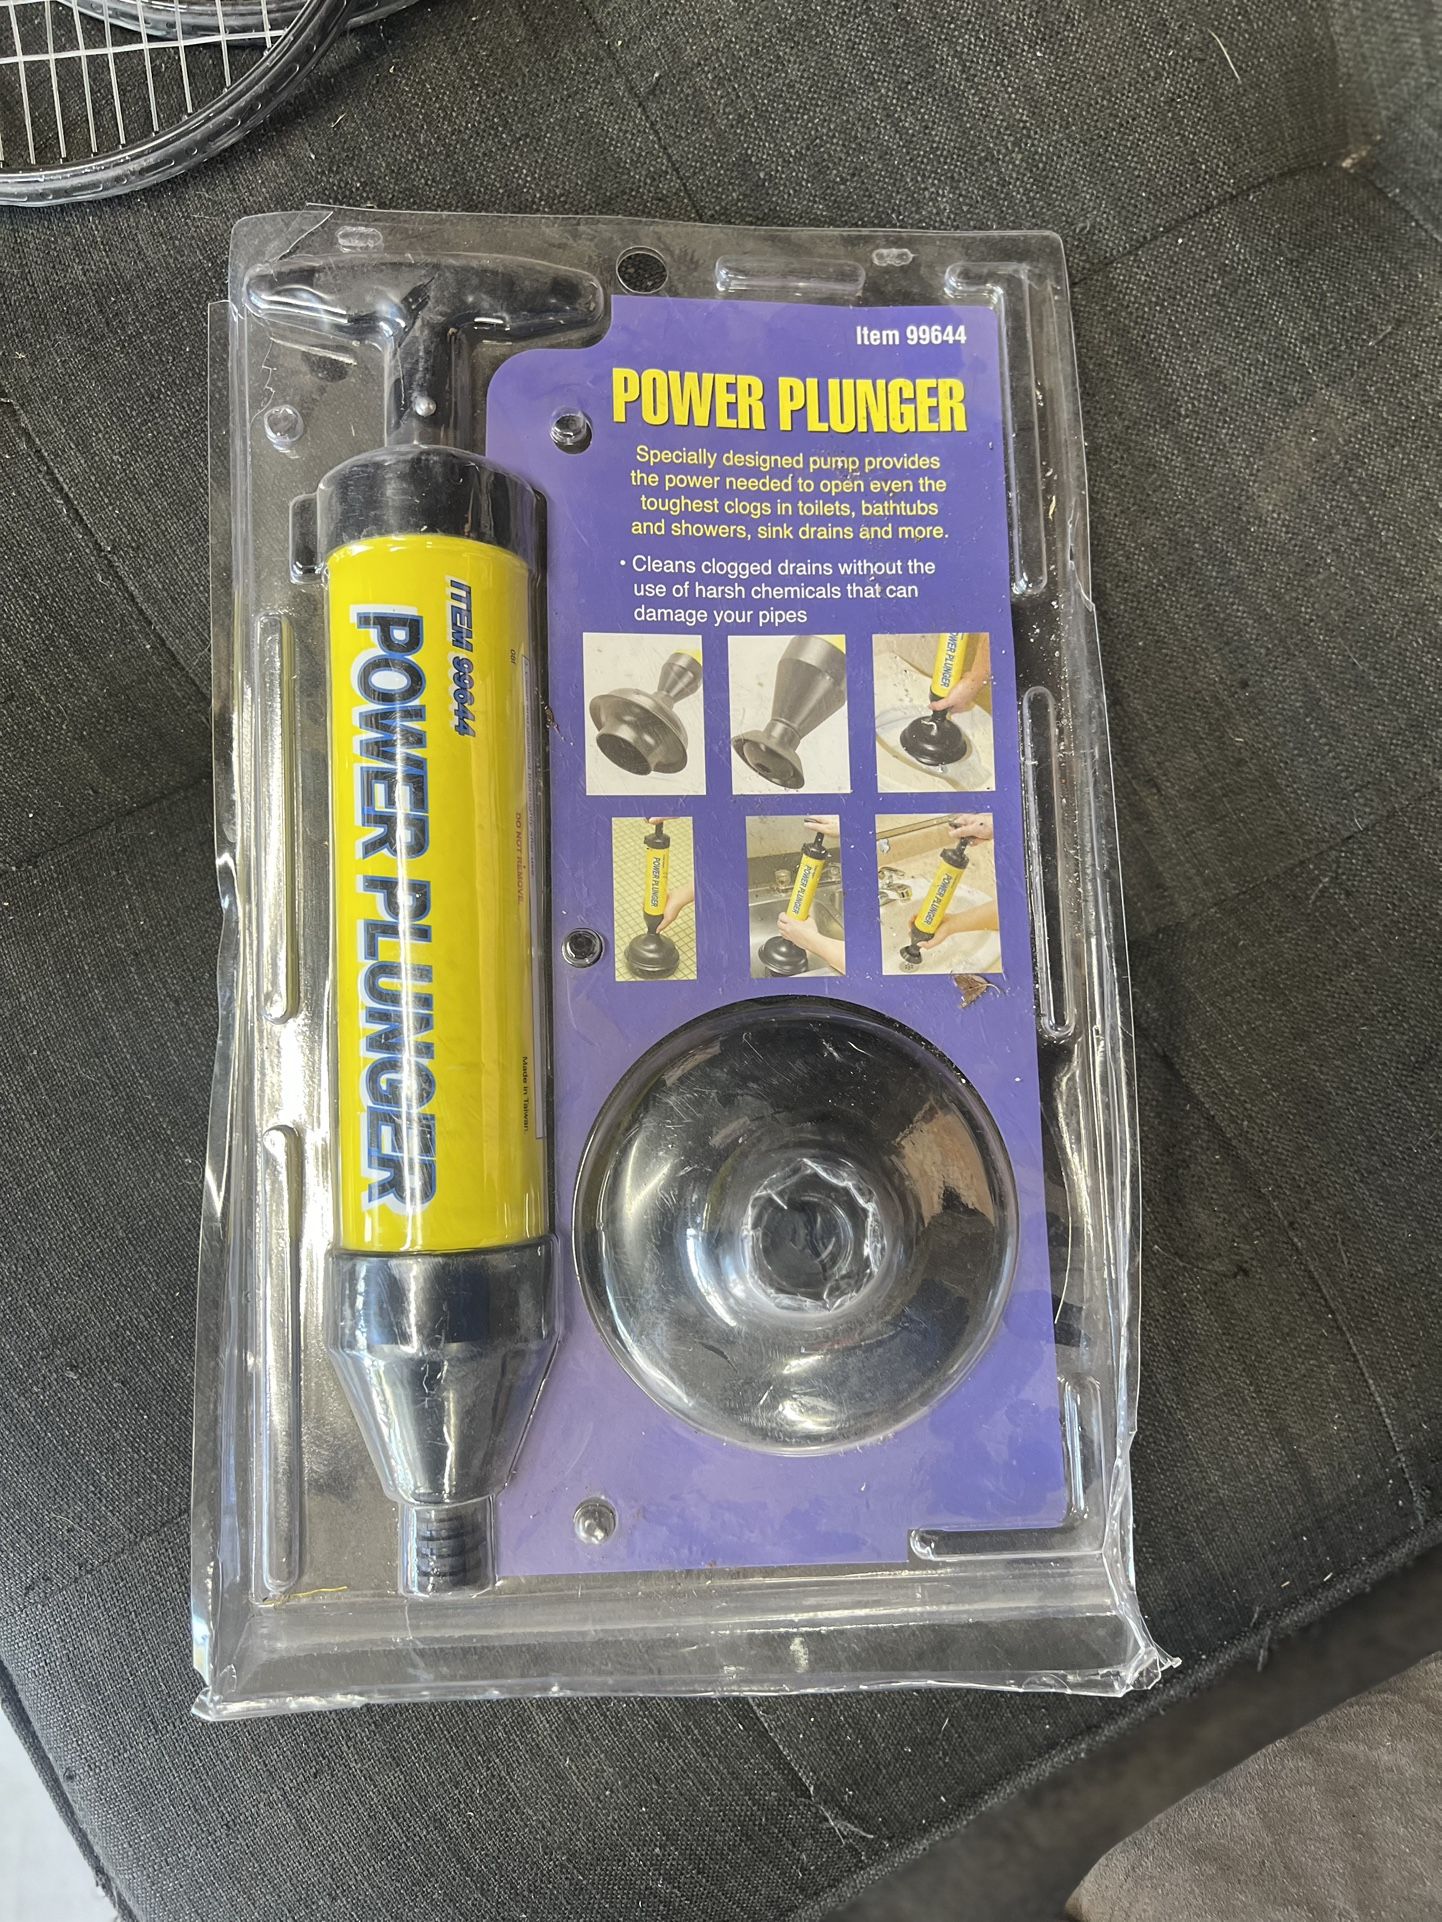 Item 99644
POWER PLUNGER
Specially designed pump provides
the power needed to open even the
toughest clogs in toilets, bathtubs
and showers, sink drains and more.
• Cleans clogged drains without the
use of harsh chemicals that can
damage your pipes
ITEM 99644
POWER PLUNGER
DO NOT REMOVE.
Made in Taiwan.
POWER PLUNGER
POWER PLUNGER
POWER PLUNGER
POWER PLUNGER